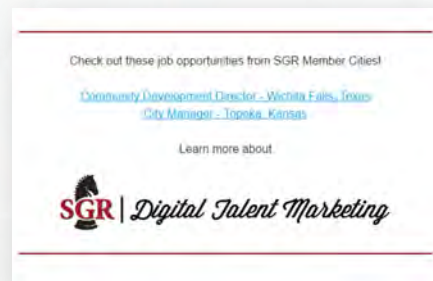 Check out these job opportunities from SGR Member Cities!
Community Development Director - Wichita Falls, Texas
City Manager - Topeka, Kansas
Learn more about
SGR | Digital Talent Marketing